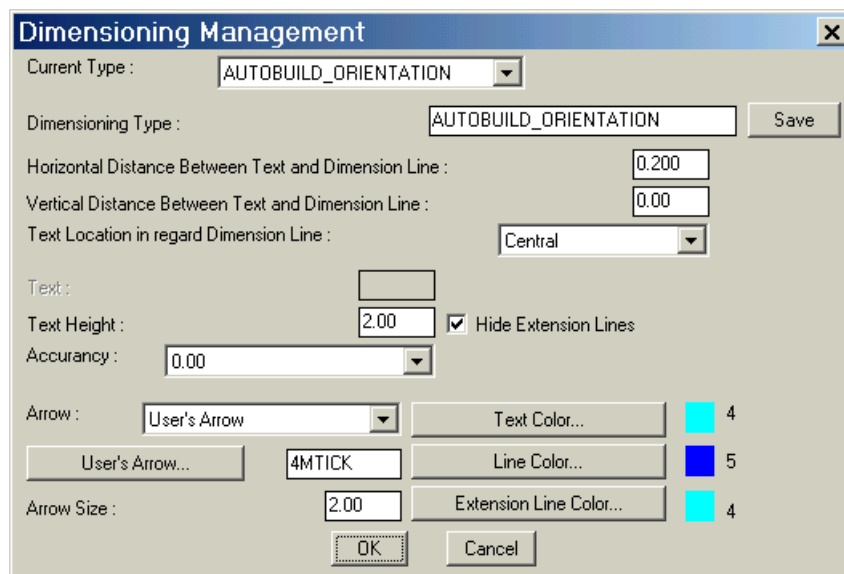 Dimensioning Management
Current Type : AUTOBUILD_ORIENTATION
Dimensioning Type : AUTOBUILD_ORIENTATION Save
Horizontal Distance Between Text and Dimension Line : 0.200
Vertical Distance Between Text and Dimension Line : 0.00
Text Location in regard Dimension Line : Central
Text :
Text Height : 2.00 Hide Extension Lines
Accurancy : 0.00
Arrow : User's Arrow Text Color... 4
User's Arrow... 4MTICK Line Color... 5
Arrow Size : 2.00 Extension Line Color... 4
OK Cancel